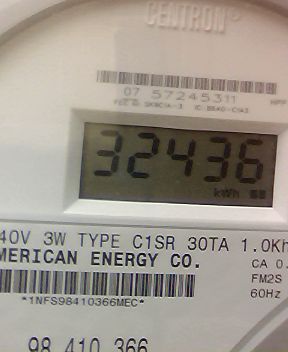 CENTRON®
07 57245311
32436
kWh
40V 3W TYPE C1SR 30TA 1.0Kh
MERICAN ENERGY CO.
CA 0.
FM2S
60Hz
*1NFS98410366MEC*
98 410 366